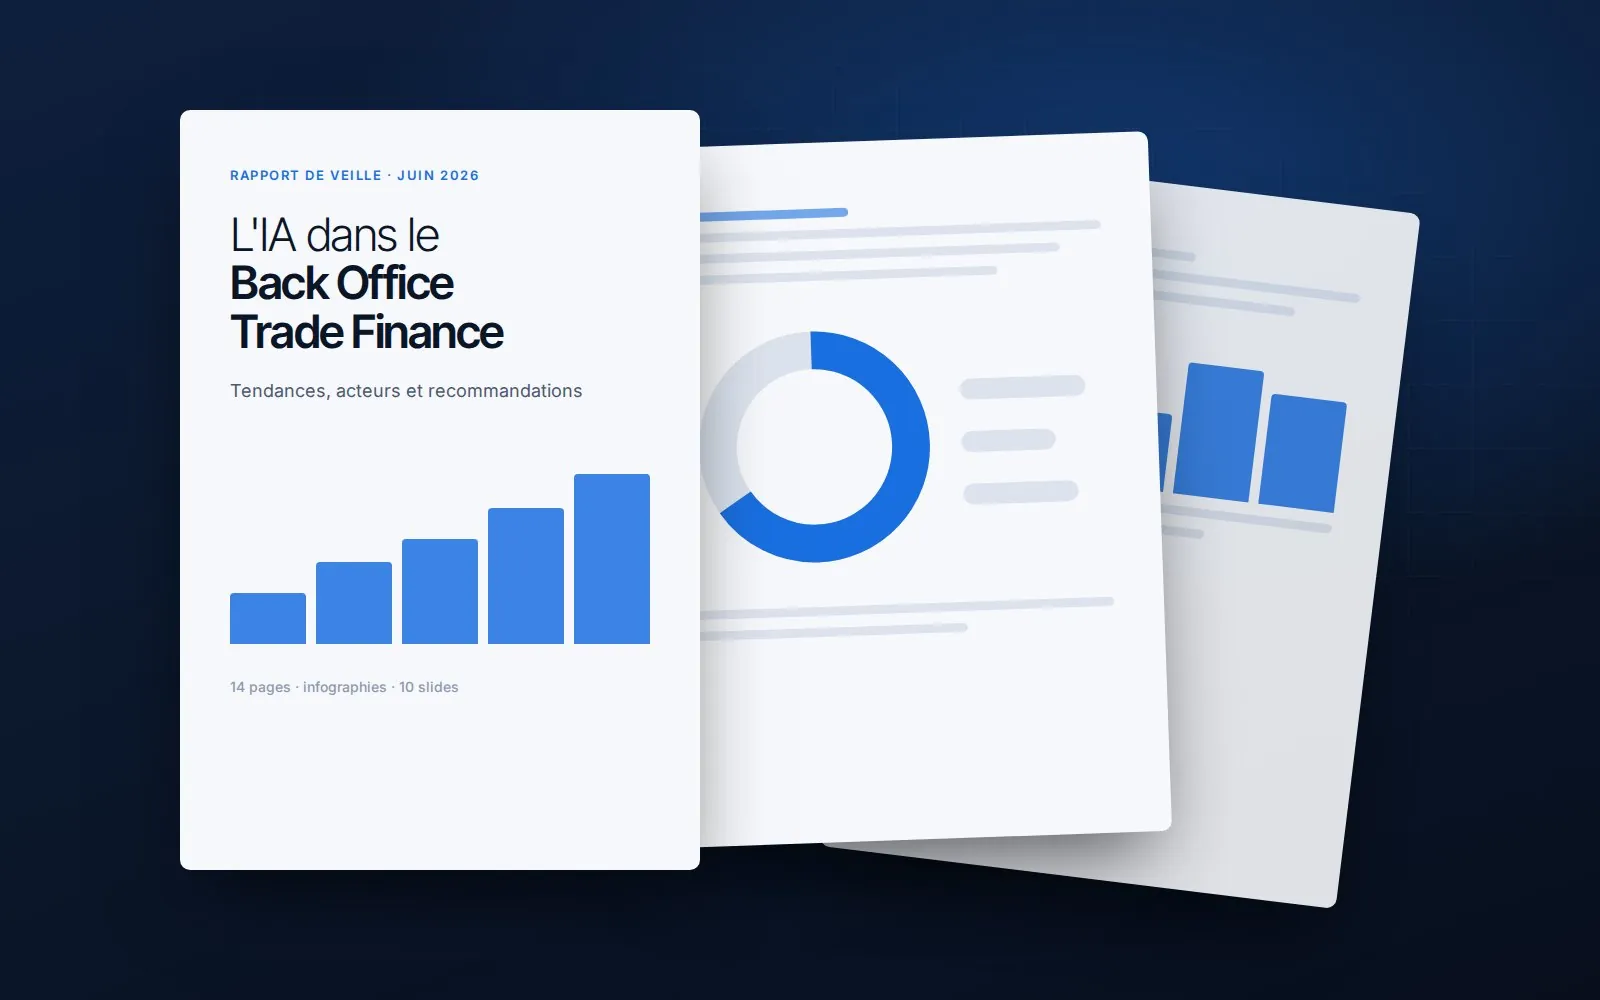 RAPPORT DE VEILLE · JUIN 2026
L'IA dans le
Back Office
Trade Finance
Tendances, acteurs et recommandations
14 pages · infographies · 10 slides